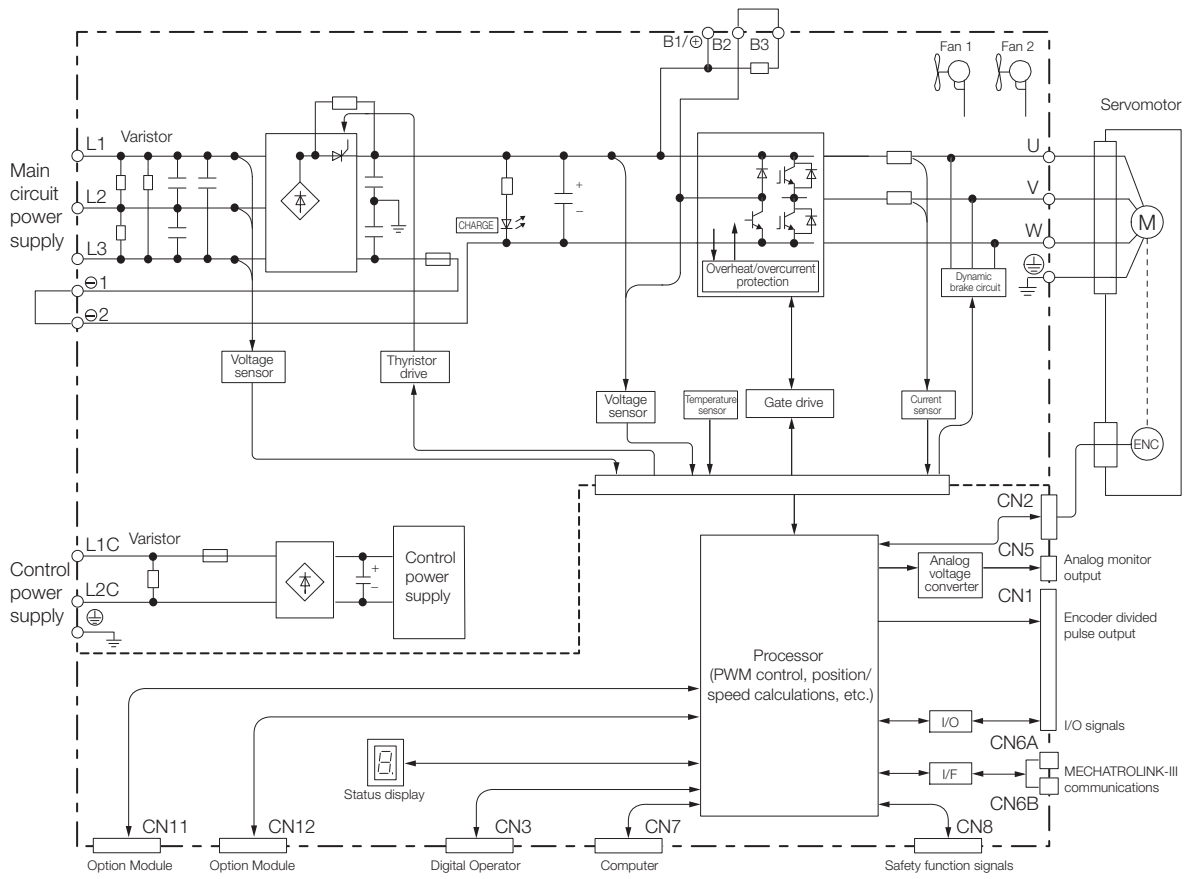 B1/⊕ B2 B3
Fan 1
Fan 2
Servomotor
Main
circuit
power
supply
L1
Varistor
L2
L3
⊖1
⊖2
CHARGE
+
–
Overheat/overcurrent
protection
U
V
W
M
Dynamic
brake circuit
Voltage
sensor
Thyristor
drive
Voltage
sensor
Temperature
sensor
Gate drive
Current
sensor
ENC
Control
power
supply
L1C
Varistor
L2C
+
–
Control
power
supply
CN2
CN5
Analog monitor
output
Analog
voltage
converter
CN1
Encoder divided
pulse output
Processor
(PWM control, position/
speed calculations, etc.)
I/O
I/O signals
CN6A
I/F
MECHATROLINK-III
communications
CN6B
8.
Status display
CN11
Option Module
CN12
Option Module
CN3
Digital Operator
CN7
Computer
CN8
Safety function signals